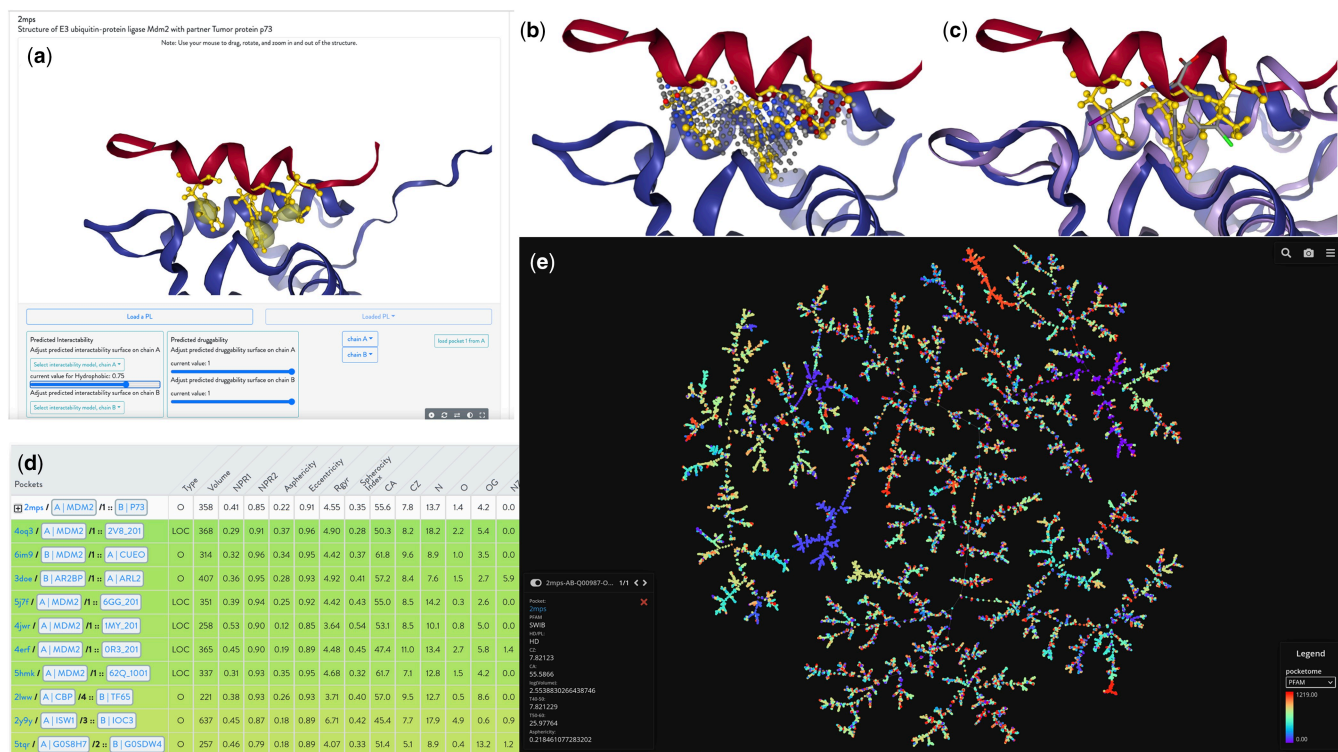 2mps
Structure of E3 ubiquitin-protein ligase Mdm2 with partner Tumor protein p73
Note: Use your mouse to drag, rotate, and zoom in and out of the structure.
(a)
Load a PL
Loaded PL
Predicted Interactability
Adjust predicted interactability surface on chain A
Select interactability model, chain A
current value for Hydrophobic: 0.75
Adjust predicted interactability surface on chain B
Select interactability model, chain B
Predicted druggability
Adjust predicted druggability surface on chain A
current value: 1
Adjust predicted druggability surface on chain B
current value: 1
chain A
chain B
load pocket 1 from A
(b)
(c)
(d)
Pockets Type Volume NPR1 NPR2 Asphericity Eccentricity Rgyr Spherocity Index CA CZ N O OG NZ
2mps / A | MDM2 /1 :: B | P73 O 358 0.41 0.85 0.22 0.91 4.55 0.35 55.6 7.8 13.7 1.4 4.2 0.0
4oq3 / A | MDM2 /1 :: 2V8_201 LOC 368 0.29 0.91 0.37 0.96 4.90 0.28 50.3 8.2 18.2 2.2 5.4 0.0
6im9 / B | MDM2 /1 :: A | CUEO O 314 0.32 0.96 0.34 0.95 4.42 0.37 61.8 9.6 8.9 1.0 3.5 0.0
3doe / B | AR2BP /1 :: A | ARL2 O 407 0.36 0.95 0.28 0.93 4.92 0.41 57.2 8.4 7.6 1.5 2.7 5.9
5j7f / A | MDM2 /1 :: 6GG_201 LOC 351 0.39 0.94 0.25 0.92 4.42 0.43 55.0 8.5 14.2 0.3 2.6 0.0
4jwr / A | MDM2 /1 :: 1MY_201 LOC 258 0.53 0.90 0.12 0.85 3.64 0.54 53.1 8.5 10.1 0.8 5.0 0.0
4erf / A | MDM2 /1 :: 0R3_201 LOC 365 0.45 0.90 0.19 0.89 4.48 0.45 47.4 11.0 13.4 2.7 5.8 1.4
5hmk / A | MDM2 /1 :: 62Q_1001 LOC 337 0.31 0.93 0.35 0.95 4.68 0.32 61.7 7.1 12.8 1.5 4.2 0.0
2lww / A | CBP /4 :: B | TF65 O 221 0.38 0.93 0.26 0.93 3.71 0.40 57.0 9.5 12.7 0.5 8.6 0.0
2y9y / A | ISW1 /3 :: B | IOC3 O 637 0.45 0.87 0.18 0.89 6.71 0.42 45.4 7.7 17.9 4.9 0.6 0.9
5tqr / A | G0S8H7 /2 :: B | G0SDW4 O 257 0.46 0.79 0.18 0.89 4.07 0.33 51.4 5.1 8.9 0.4 13.2 1.2
(e)
2mps-AB-Q00987-O... 1/1
Pocket:
2mps
PFAM
SWIB
HD/PL:
HD
CZ:
7.82123
CA:
55.5866
log(Volume):
2.5538830266438746
T40-50:
7.821229
T50-60:
25.97764
Asphericity:
0.218461077283202
Legend
pocketome
PFAM
1219.00
0.00